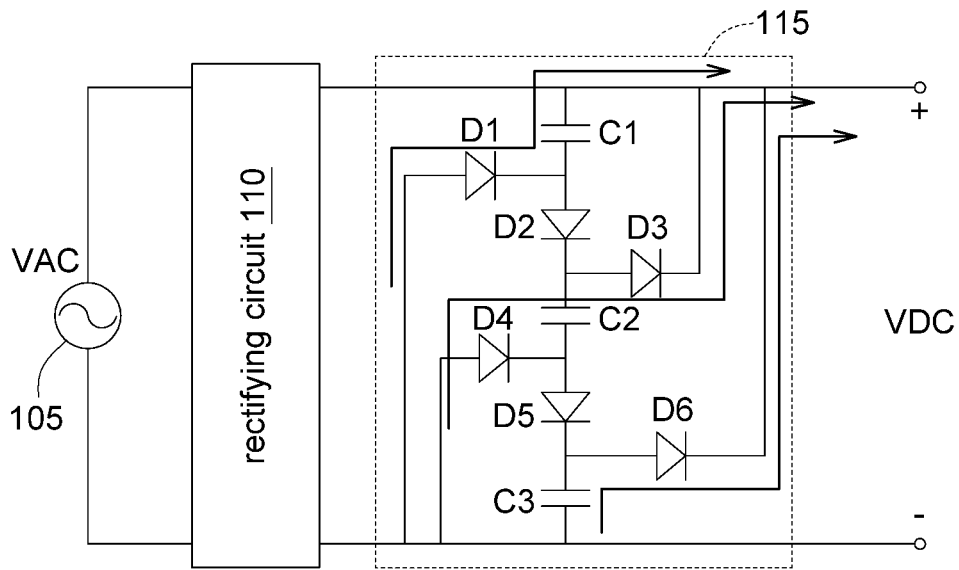 115
+
C1
D1
D2
D3
VAC
rectifying circuit 110
C2
D4
VDC
105
D5
D6
C3
-